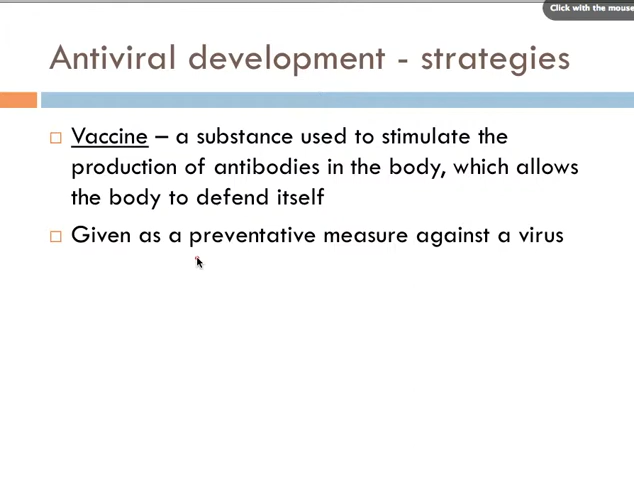 Click with the mouse
Antiviral development - strategies
Vaccine – a substance used to stimulate the
production of antibodies in the body, which allows
the body to defend itself
Given as a preventative measure against a virus